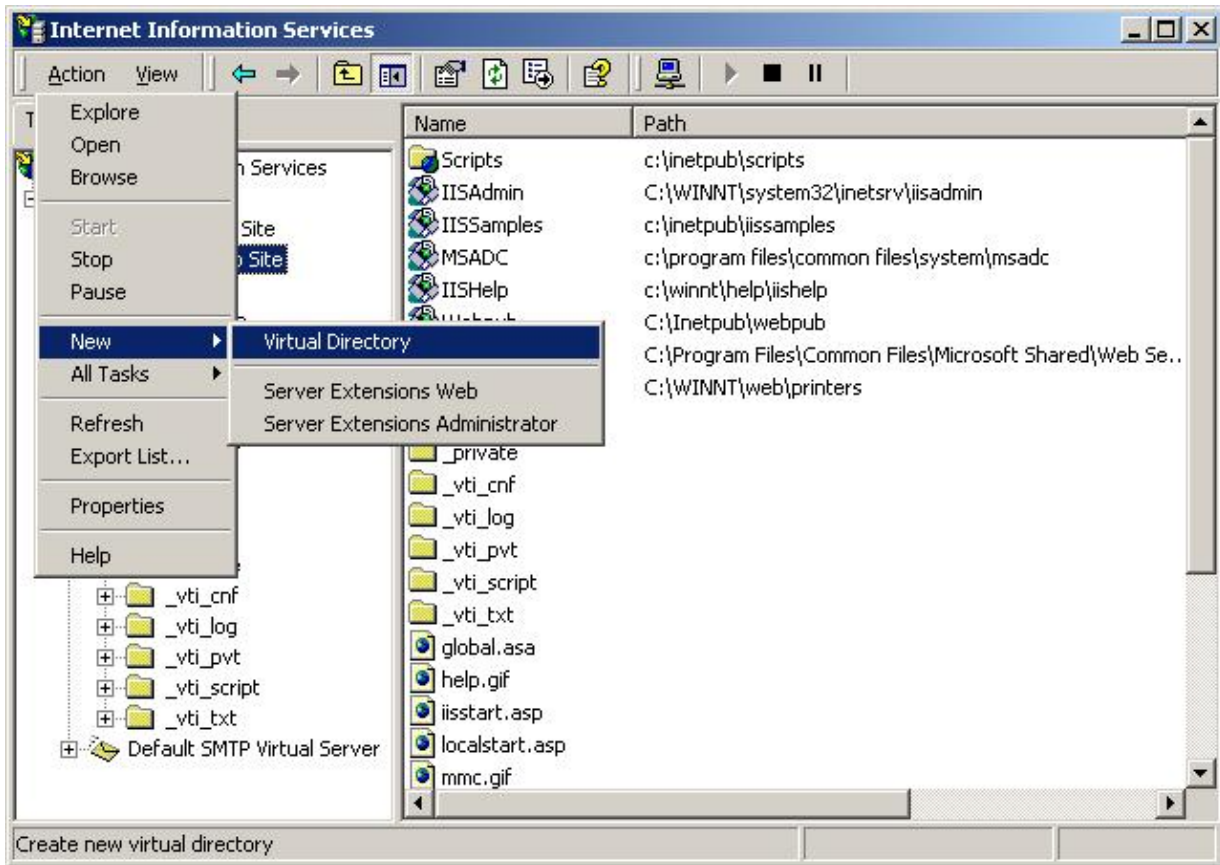 Internet Information Services
Action View
Explore
Open
Browse
Start
Stop
Pause
New
All Tasks
Refresh
Export List...
Properties
Help
Virtual Directory
Server Extensions Web
Server Extensions Administrator
Services
Site
Site
_vti_cnf
_vti_log
_vti_pvt
_vti_script
_vti_txt
Default SMTP Virtual Server
Name Path
Scripts c:\inetpub\scripts
IISAdmin C:\WINNT\system32\inetsrv\iisadmin
IISSamples c:\inetpub\iissamples
MSADC c:\program files\common files\system\msadc
IISHelp c:\winnt\help\iishelp
C:\Inetpub\webpub
C:\Program Files\Common Files\Microsoft Shared\Web Se..
C:\WINNT\web\printers
_private
_vti_cnf
_vti_log
_vti_pvt
_vti_script
_vti_txt
global.asa
help.gif
iisstart.asp
localstart.asp
mmc.gif
Create new virtual directory